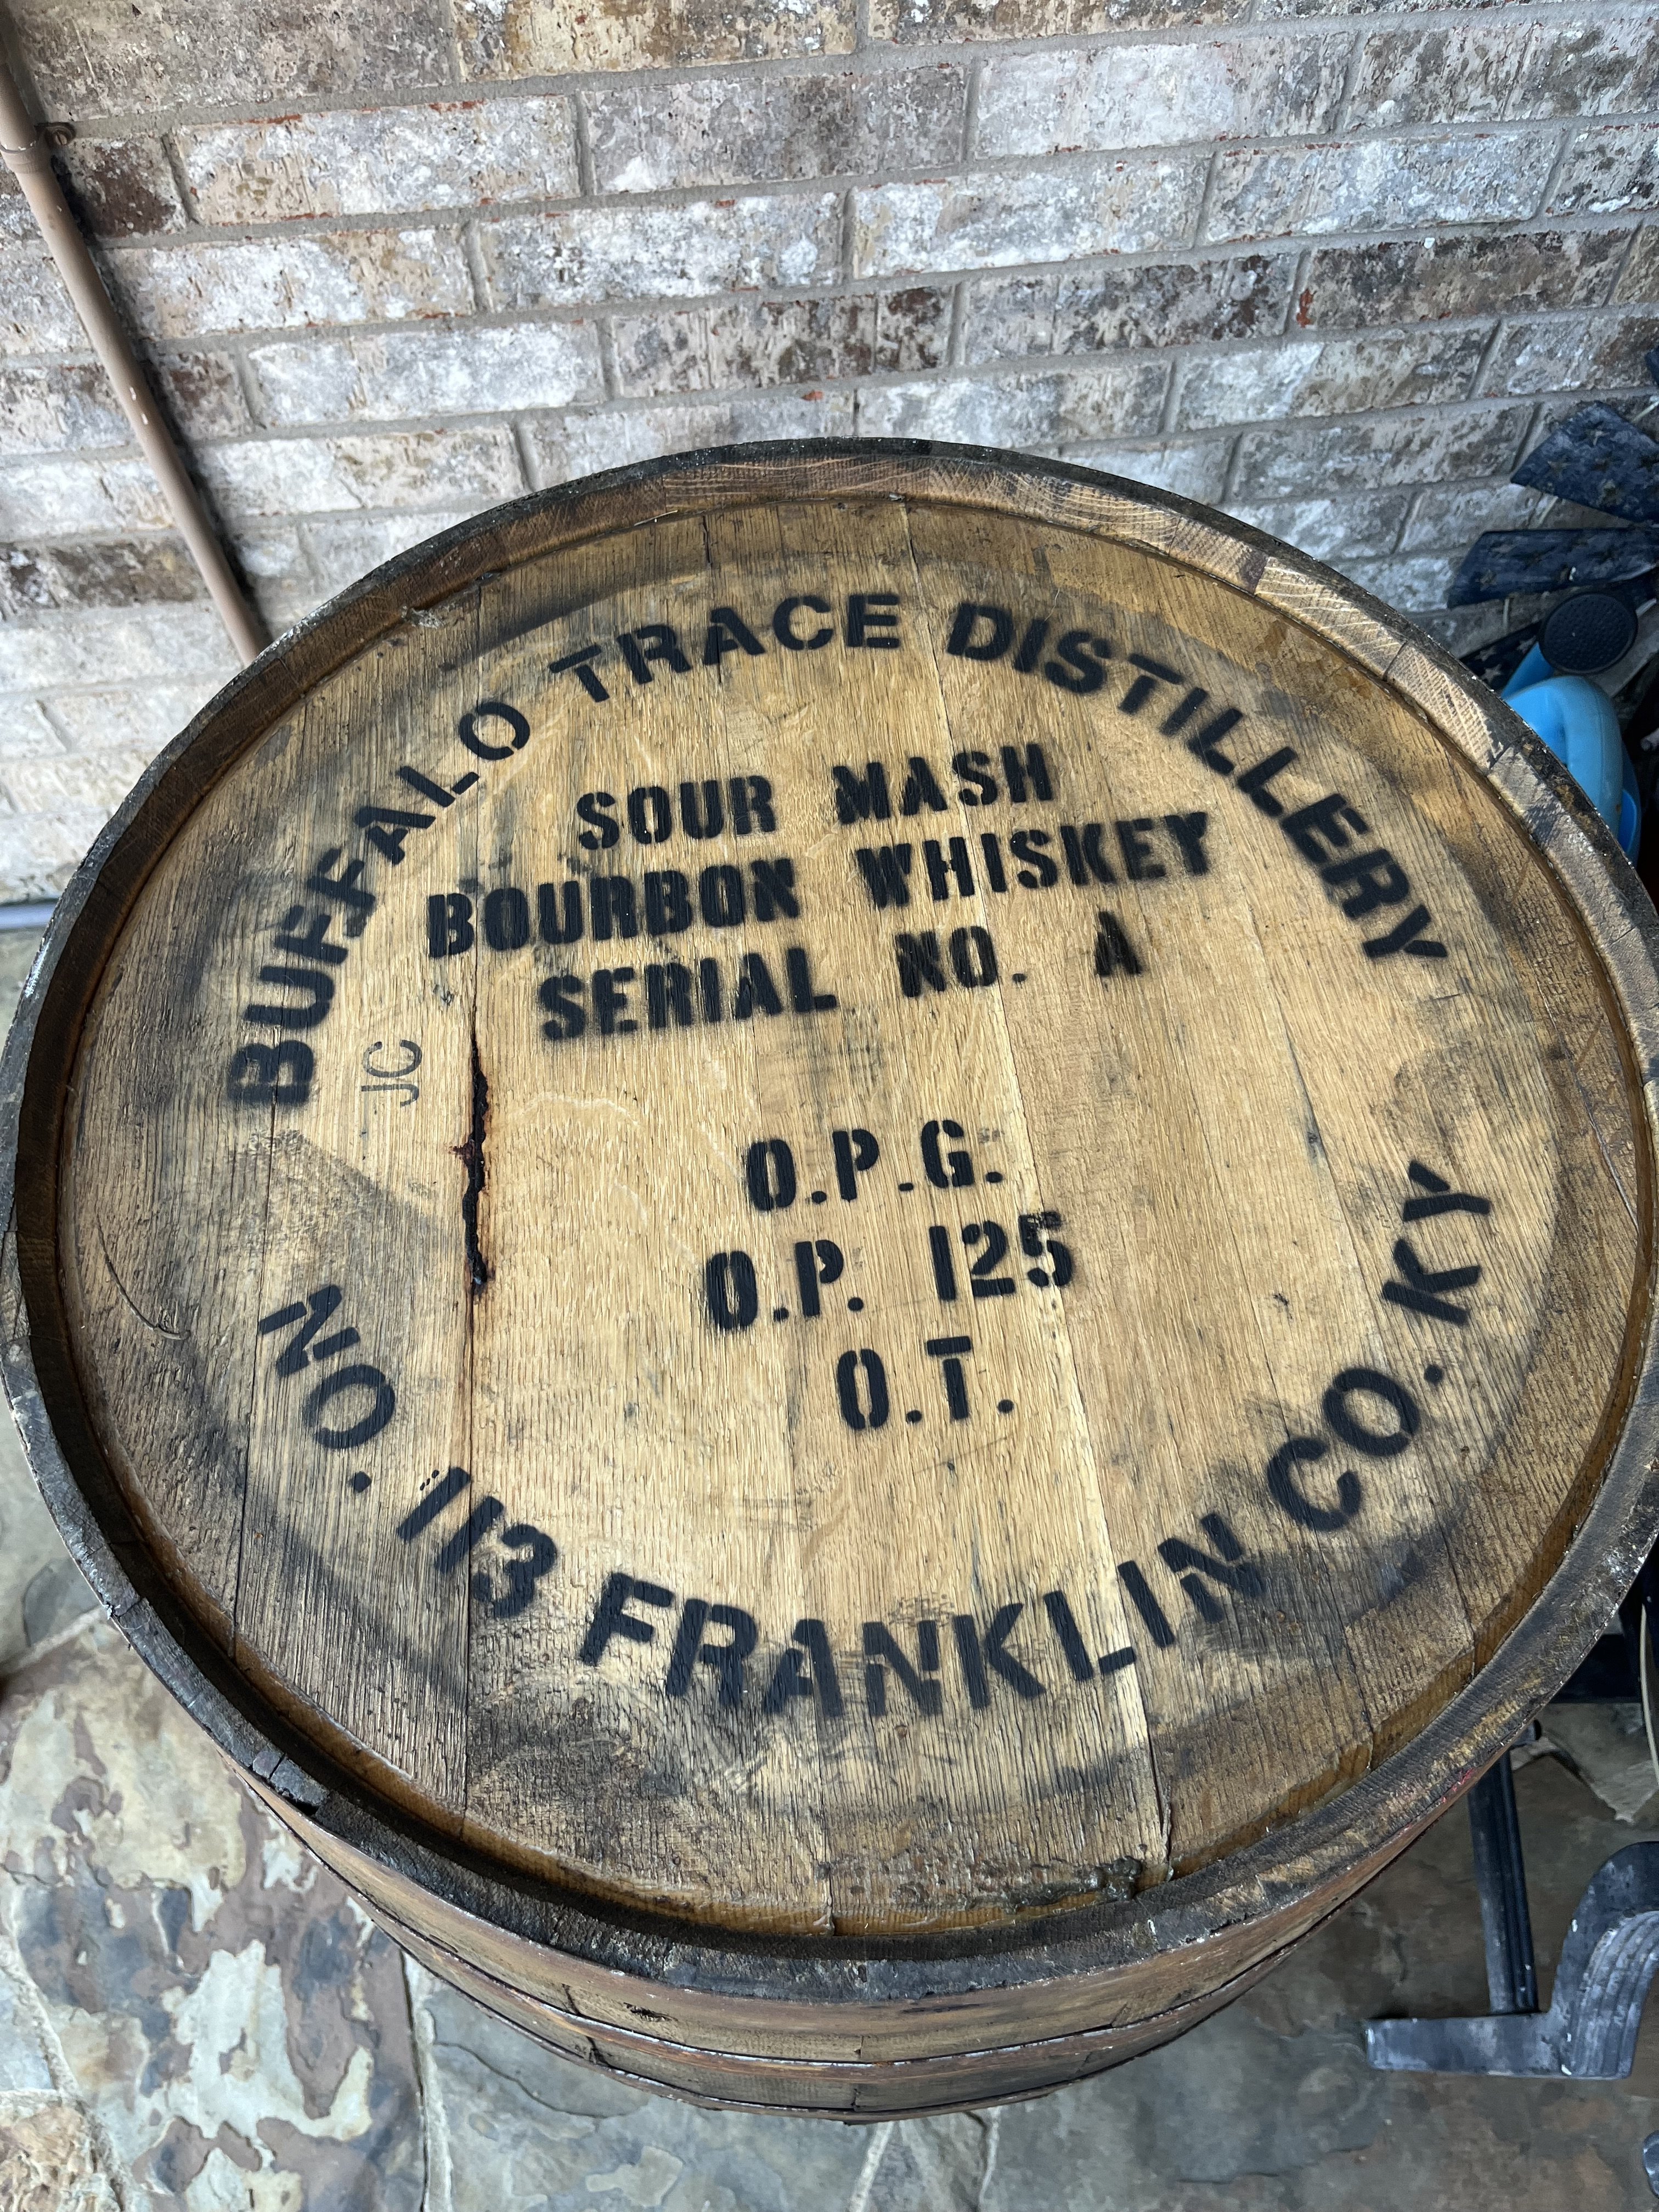 BUFFALO TRACE DISTILLERY
SOUR MASH
BOURBON WHISKEY
SERIAL NO. A
JC
O.P.G.
O.P. 125
O.T.
NO. 113 FRANKLIN CO. KY